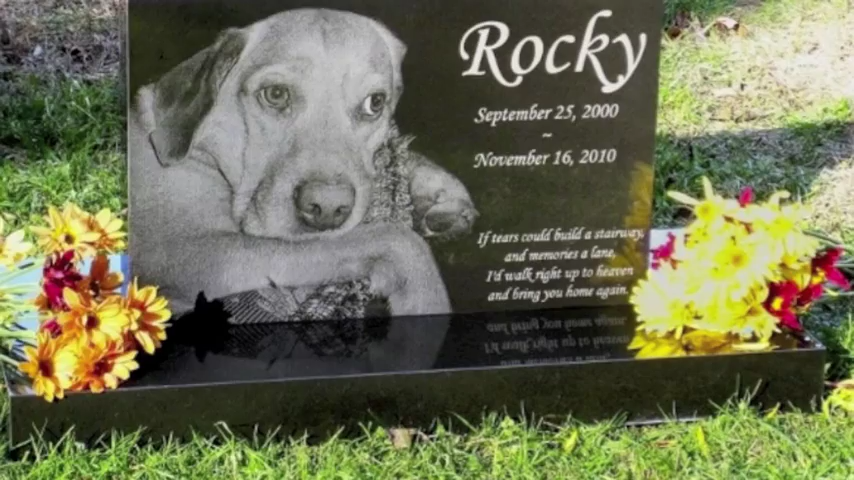 Rocky
September 25, 2000
~
November 16, 2010
If tears could build a stairway,
and memories a lane,
I'd walk right up to heaven
and bring you home again.